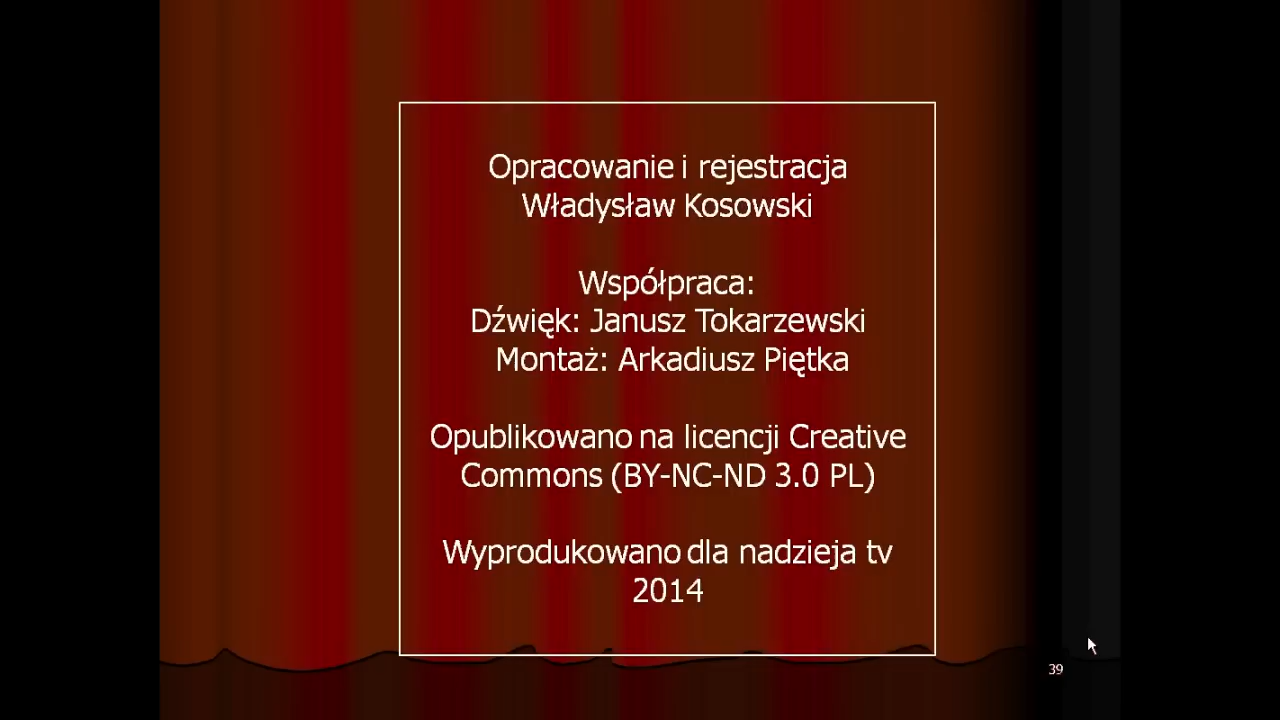 Opracowanie i rejestracja
Władysław Kosowski
Współpraca:
Dźwięk: Janusz Tokarzewski
Montaż: Arkadiusz Piętka
Opublikowano na licencji Creative
Commons (BY-NC-ND 3.0 PL)
Wyprodukowano dla nadzieja tv
2014
39